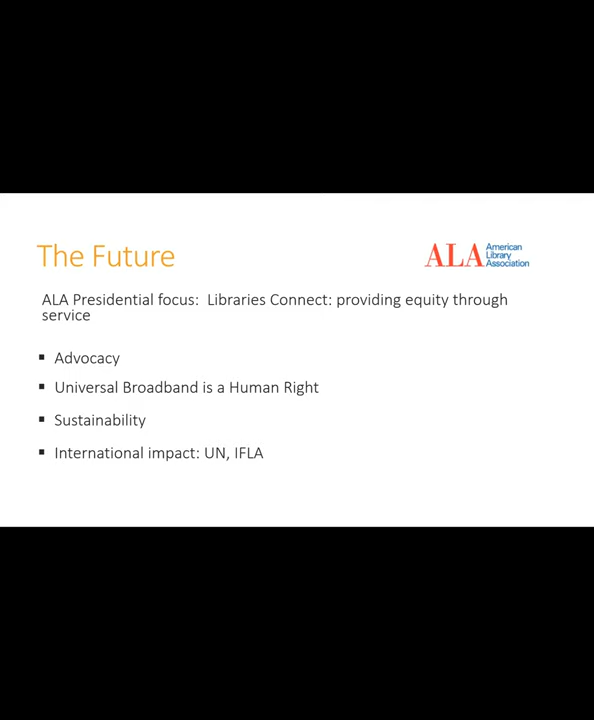 The Future
ALA American
Library
Association
ALA Presidential focus: Libraries Connect: providing equity through
service
▪ Advocacy
▪ Universal Broadband is a Human Right
▪ Sustainability
▪ International impact: UN, IFLA